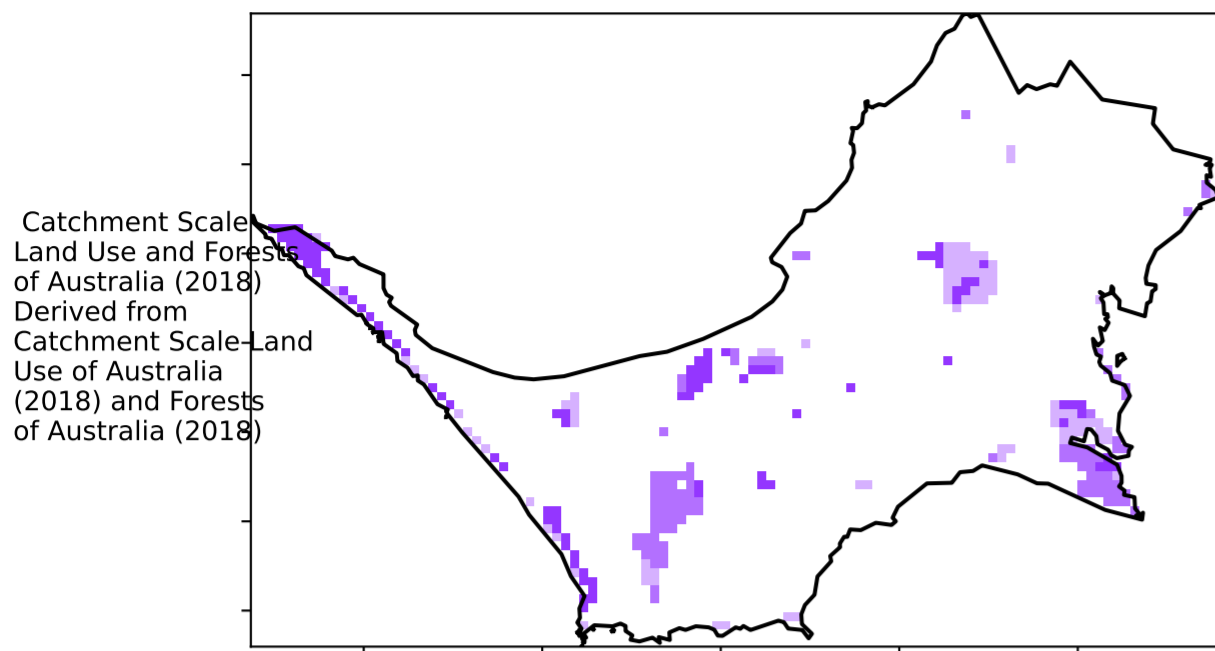 Catchment Scale
Land Use and Forests
of Australia (2018)
Derived from
Catchment Scale Land
Use of Australia
(2018) and Forests
of Australia (2018)